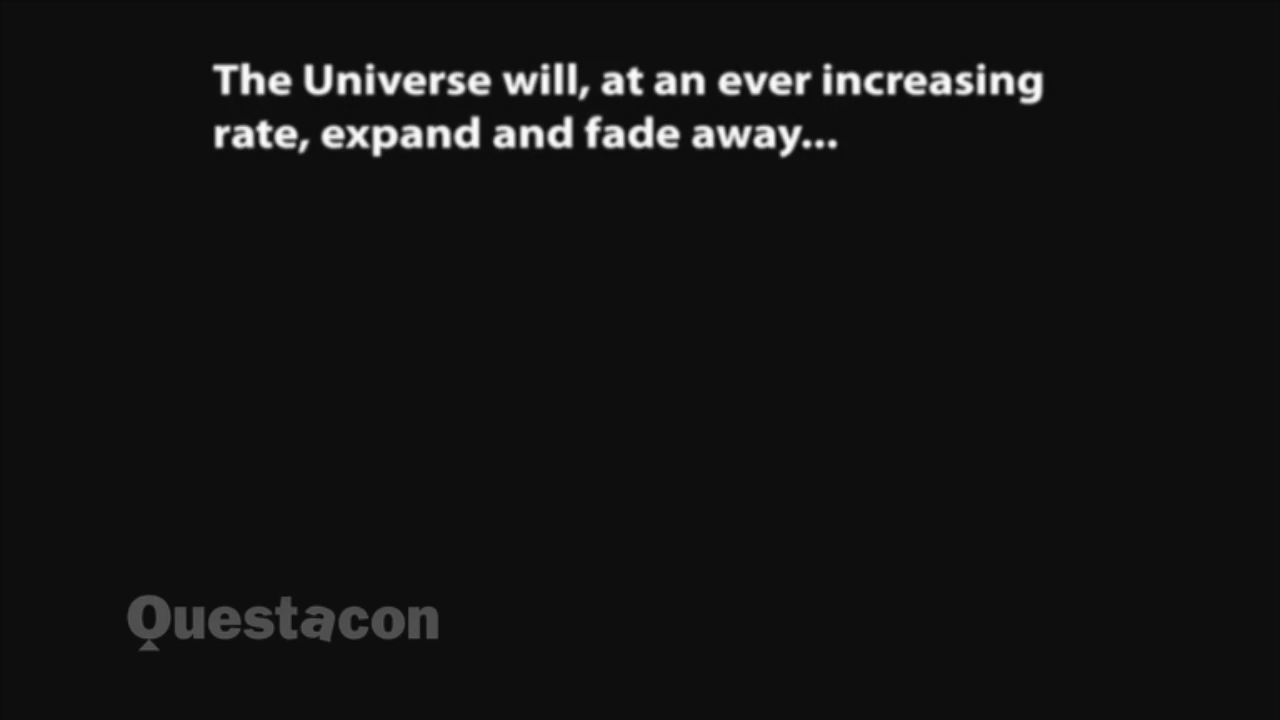 The Universe will, at an ever increasing
rate, expand and fade away...
Questacon